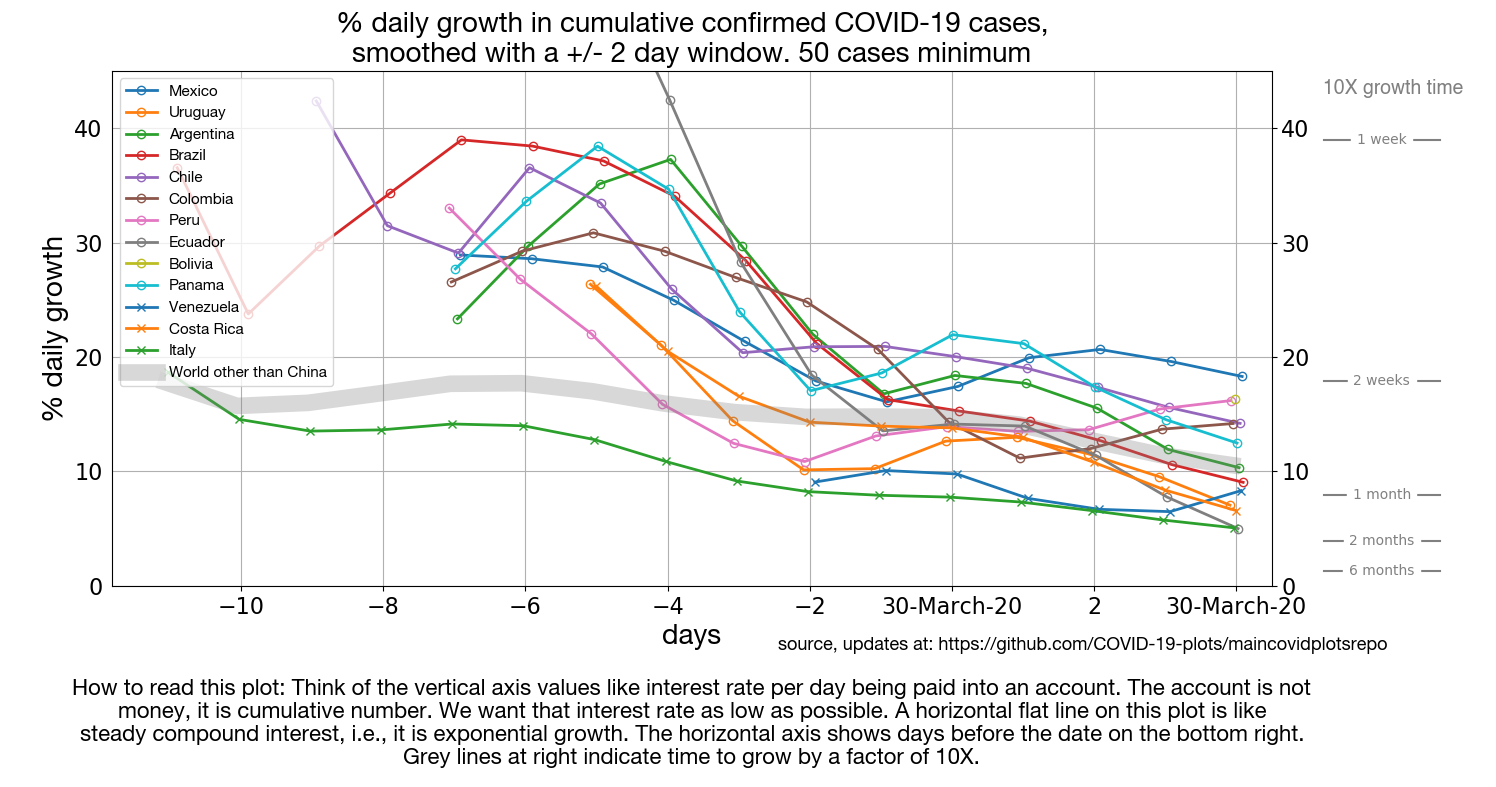 % daily growth in cumulative confirmed COVID-19 cases,
smoothed with a +/- 2 day window. 50 cases minimum
10X growth time
1 week
2 weeks
1 month
2 months
6 months
Mexico
Uruguay
Argentina
Brazil
Chile
Colombia
Peru
Ecuador
Bolivia
Panama
Venezuela
Costa Rica
Italy
World other than China
% daily growth
40
30
20
10
0
40
30
20
10
0
−10 −8 −6 −4 −2 30-March-20 2 30-March-20
days
source, updates at: https://github.com/COVID-19-plots/maincovidplotsrepo
How to read this plot: Think of the vertical axis values like interest rate per day being paid into an account. The account is not
money, it is cumulative number. We want that interest rate as low as possible. A horizontal flat line on this plot is like
steady compound interest, i.e., it is exponential growth. The horizontal axis shows days before the date on the bottom right.
Grey lines at right indicate time to grow by a factor of 10X.